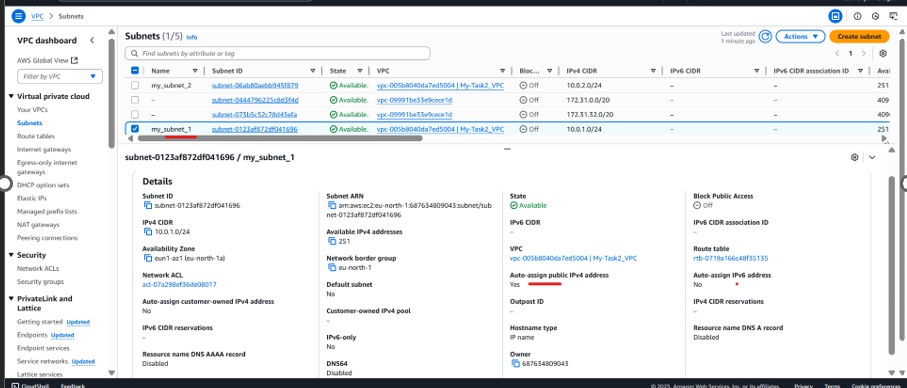 VPC > Subnets
VPC dashboard
AWS Global View
Filter by VPC
Virtual private cloud
Your VPCs
Subnets
Route tables
Internet gateways
Egress-only internet gateways
DHCP option sets
Elastic IPs
Managed prefix lists
NAT gateways
Peering connections
Security
Network ACLs
Security groups
PrivateLink and Lattice
Getting started Updated
Endpoints Updated
Endpoint services
Service networks Updated
Lattice services
Subnets (1/5) Info
Last updated 1 minute ago
Actions
Create subnet
Find subnets by attribute or tag
1
Name Subnet ID State VPC Bloc... IPv4 CIDR IPv6 CIDR IPv6 CIDR association ID Avai
my_subnet_2 subnet-06ab80aebb945f879 Available vpc-005b8040da7ed5004 | My-Task2_VPC Off 10.0.2.0/24 – – 251
– subnet-0444796225c8d3f4d Available vpc-09991be33e9cece1d Off 172.31.0.0/20 – – 409
– subnet-073b5c52c78d45efa Available vpc-09991be33e9cece1d Off 172.31.32.0/20 – – 409
my_subnet_1 subnet-0123af872df041696 Available vpc-005b8040da7ed5004 | My-Task2_VPC Off 10.0.1.0/24 – – 251
subnet-0123af872df041696 / my_subnet_1
Details
Subnet ID
subnet-0123af872df041696
IPv4 CIDR
10.0.1.0/24
Availability Zone
eun1-az1 (eu-north-1a)
Network ACL
acl-07a298ef36de08017
Auto-assign customer-owned IPv4 address
No
IPv6 CIDR reservations
–
Resource name DNS AAAA record
Disabled
Subnet ARN
arn:aws:ec2:eu-north-1:687634809043:subnet/subnet-0123af872df041696
Available IPv4 addresses
251
Network border group
eu-north-1
Default subnet
No
Customer-owned IPv4 pool
–
IPv6-only
No
DNS64
Disabled
State
Available
IPv6 CIDR
–
VPC
vpc-005b8040da7ed5004 | My-Task2_VPC
Auto-assign public IPv4 address
Yes
Outpost ID
–
Hostname type
IP name
Owner
687634809043
Block Public Access
Off
IPv6 CIDR association ID
–
Route table
rtb-0719a166c48f35135
Auto-assign IPv6 address
No
IPv4 CIDR reservations
–
Resource name DNS A record
Disabled
CloudShell Feedback
© 2025, Amazon Web Services, Inc. or its affiliates. Privacy Terms Cookie preferences